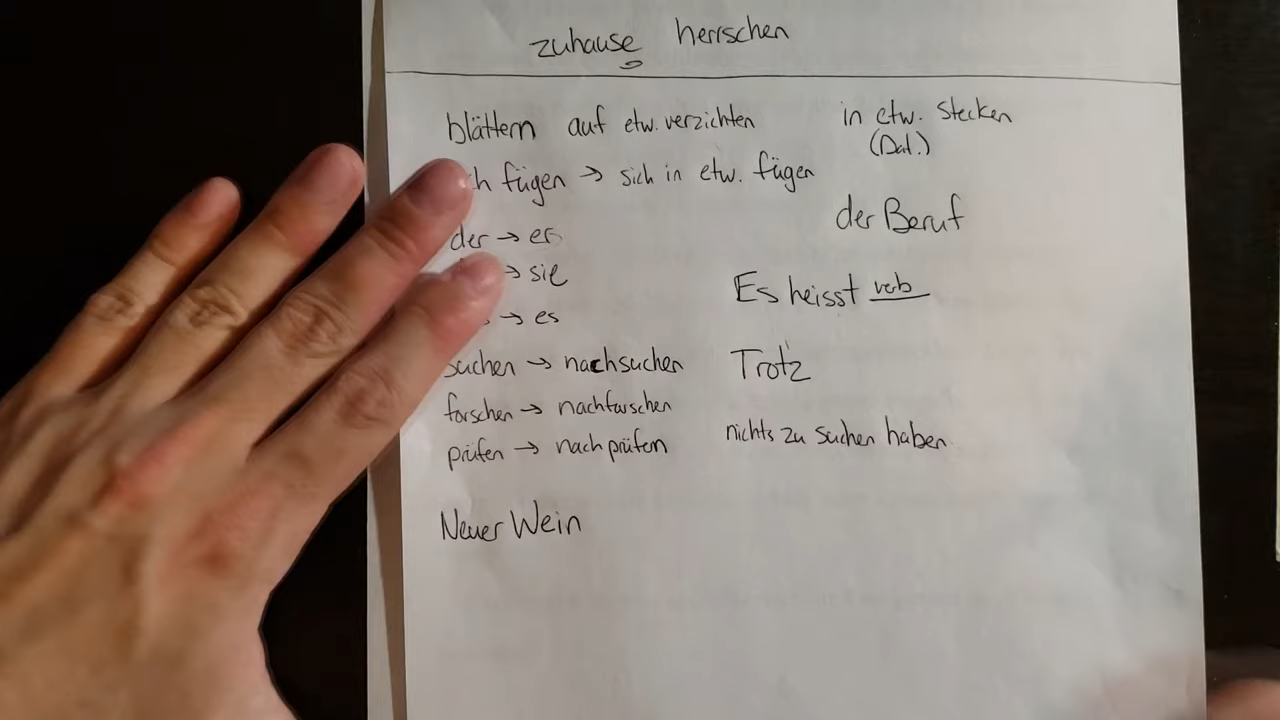 zuhause herrschen
blättern auf etw. verzichten
fügen → sich in etw. fügen
der → er
→ sie
→ es
suchen → nachsuchen
forschen → nachforschen
prüfen → nachprüfen
Neuer Wein
in etw. stecken
(Dat.)
der Beruf
Es heisst verb
Trotz
nichts zu suchen haben